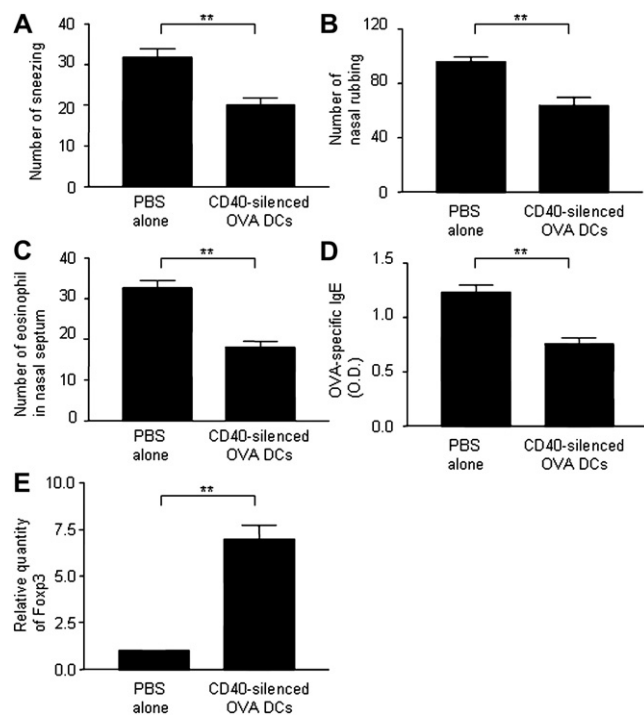 A
**
Number of sneezing
40
30
20
10
0
PBS
alone
CD40-silenced
OVA DCs
B
**
Number of
nasal rubbing
120
80
40
0
PBS
alone
CD40-silenced
OVA DCs
C
**
Number of eosinophil
in nasal septum
40
30
20
10
0
PBS
alone
CD40-silenced
OVA DCs
D
**
OVA-specific IgE
(O.D.)
1.5
1.0
0.5
0.0
PBS
alone
CD40-silenced
OVA DCs
E
**
Relative quantity
of Foxp3
10.0
7.5
5.0
2.5
0.0
PBS
alone
CD40-silenced
OVA DCs